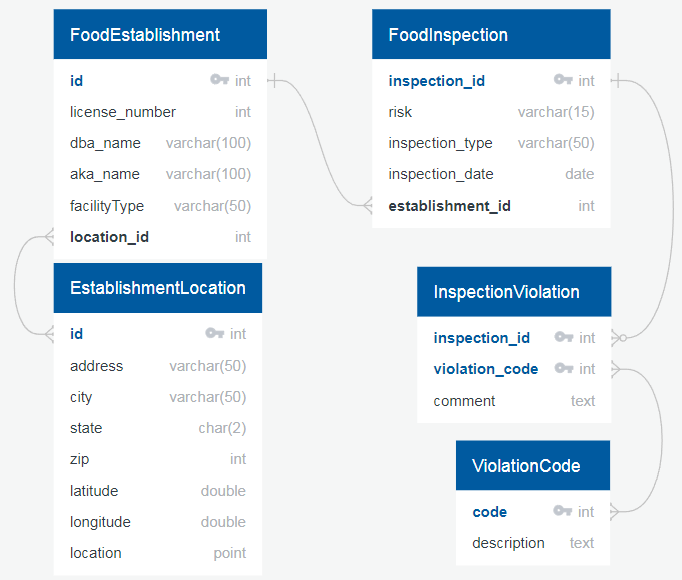 FoodEstablishment
id int
license_number int
dba_name varchar(100)
aka_name varchar(100)
facilityType varchar(50)
location_id int
EstablishmentLocation
id int
address varchar(50)
city varchar(50)
state char(2)
zip int
latitude double
longitude double
location point
FoodInspection
inspection_id int
risk varchar(15)
inspection_type varchar(50)
inspection_date date
establishment_id int
InspectionViolation
inspection_id int
violation_code int
comment text
ViolationCode
code int
description text